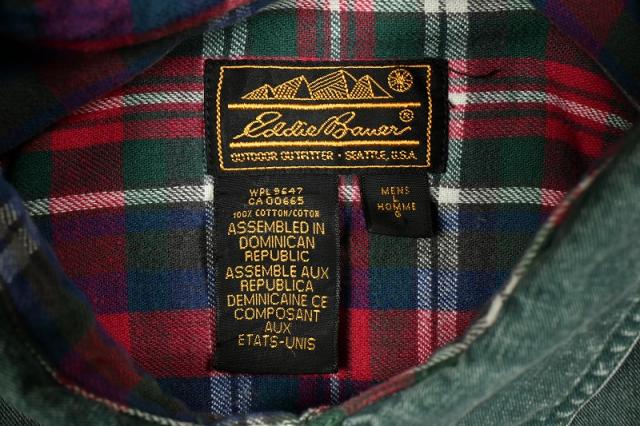 Eddie Bauer ®
OUTDOOR OUTFITTER · SEATTLE, U.S.A.
WPL 9647
CA 00665
100% COTTON/COTON
ASSEMBLED IN
DOMINICAN
REPUBLIC
ASSEMBLE AUX
REPUBLICA
DEMINICAINE CE
COMPOSANT
AUX
ETATS-UNIS
MENS
L
HOMME
G